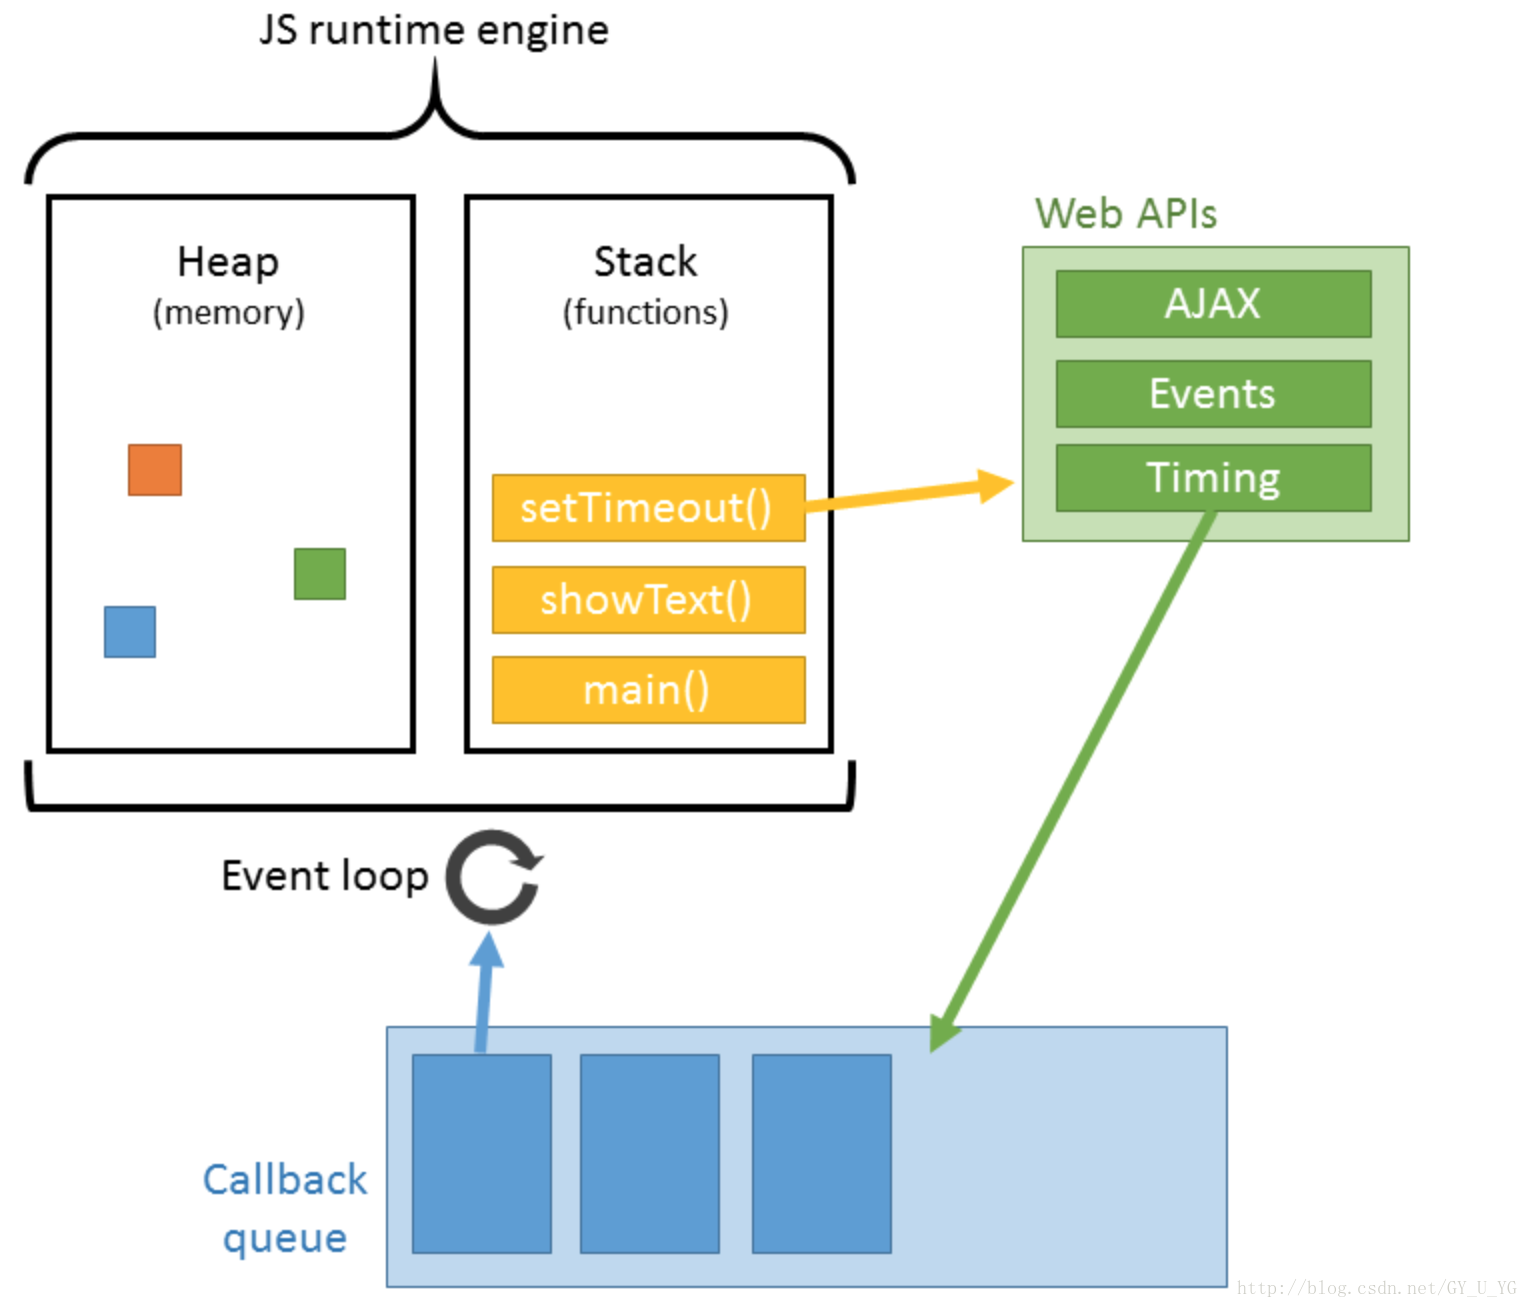 JS runtime engine
Heap
(memory)
Stack
(functions)
setTimeout()
showText()
main()
Web APIs
AJAX
Events
Timing
Event loop
Callback
queue
http://blog.csdn.net/GY_U_YG